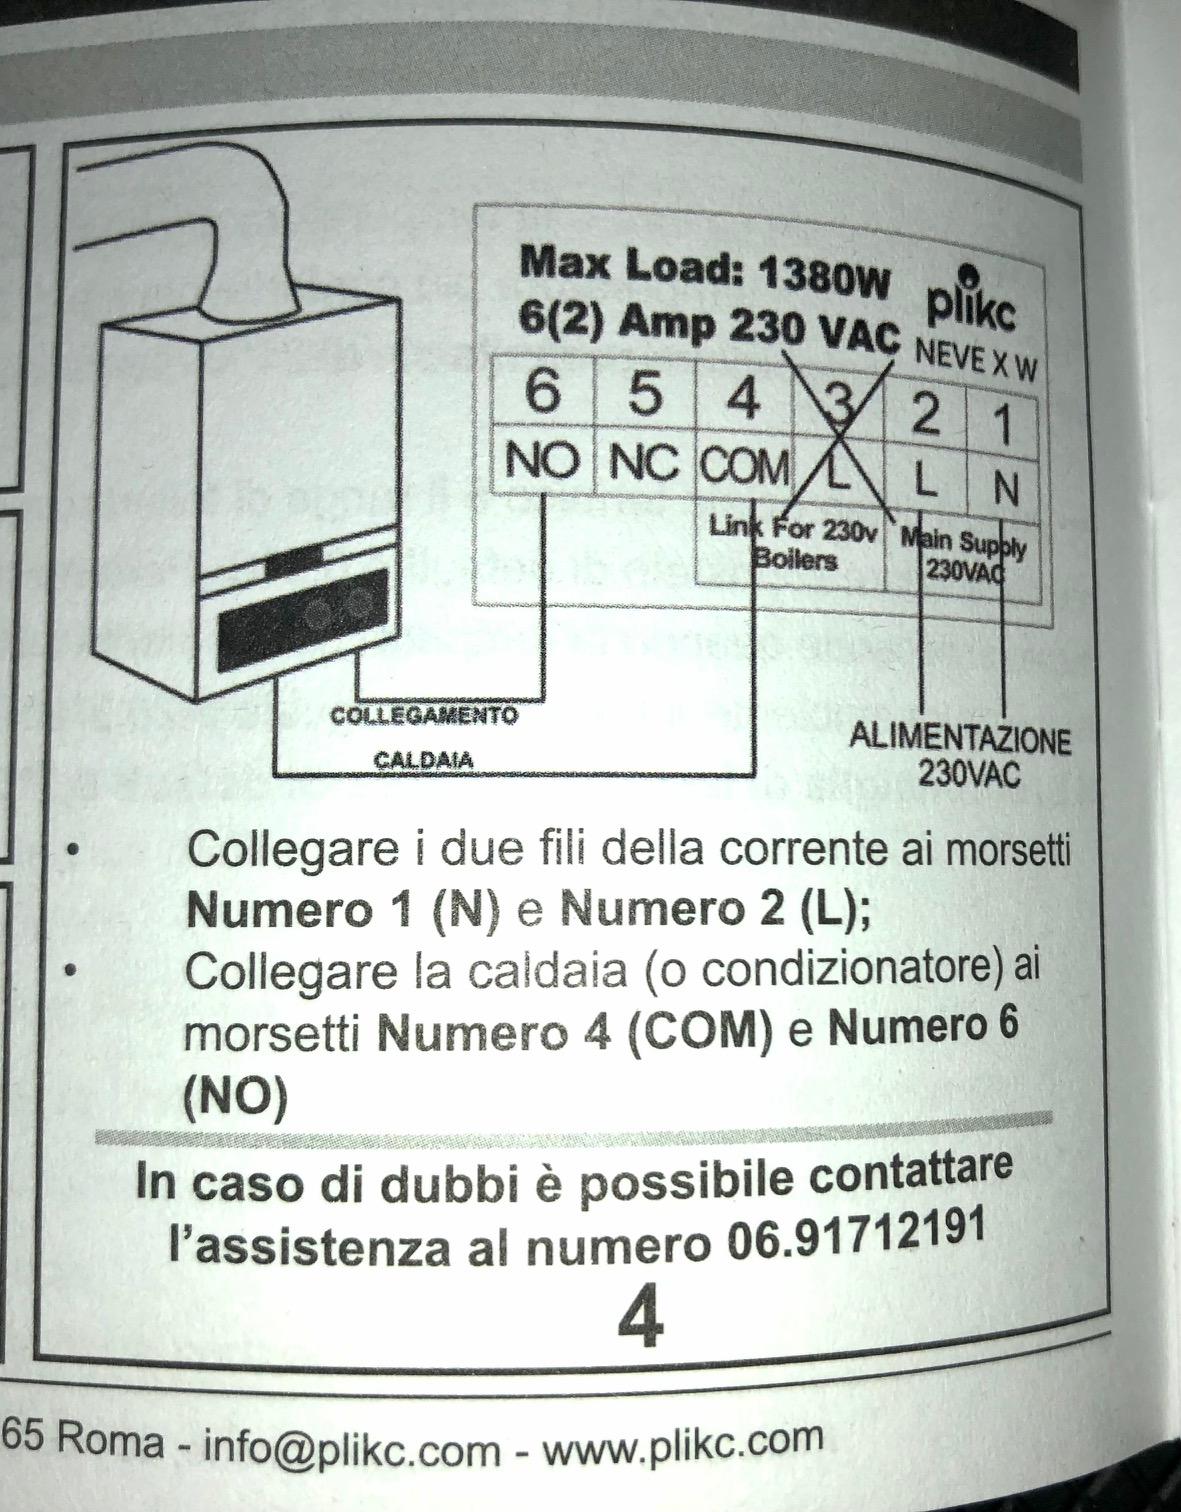 Max Load: 1380W
6(2) Amp 230 VAC
plikc
NEVE X W
6 5 4 3 2 1
NO NC COM L L N
Link For 230v
Boilers
Main Supply
230VAC
COLLEGAMENTO
CALDAIA
ALIMENTAZIONE
230VAC
• Collegare i due fili della corrente ai morsetti
Numero 1 (N) e Numero 2 (L);
• Collegare la caldaia (o condizionatore) ai
morsetti Numero 4 (COM) e Numero 6
(NO)
In caso di dubbi è possibile contattare
l'assistenza al numero 06.91712191
4
65 Roma - info@plikc.com - www.plikc.com